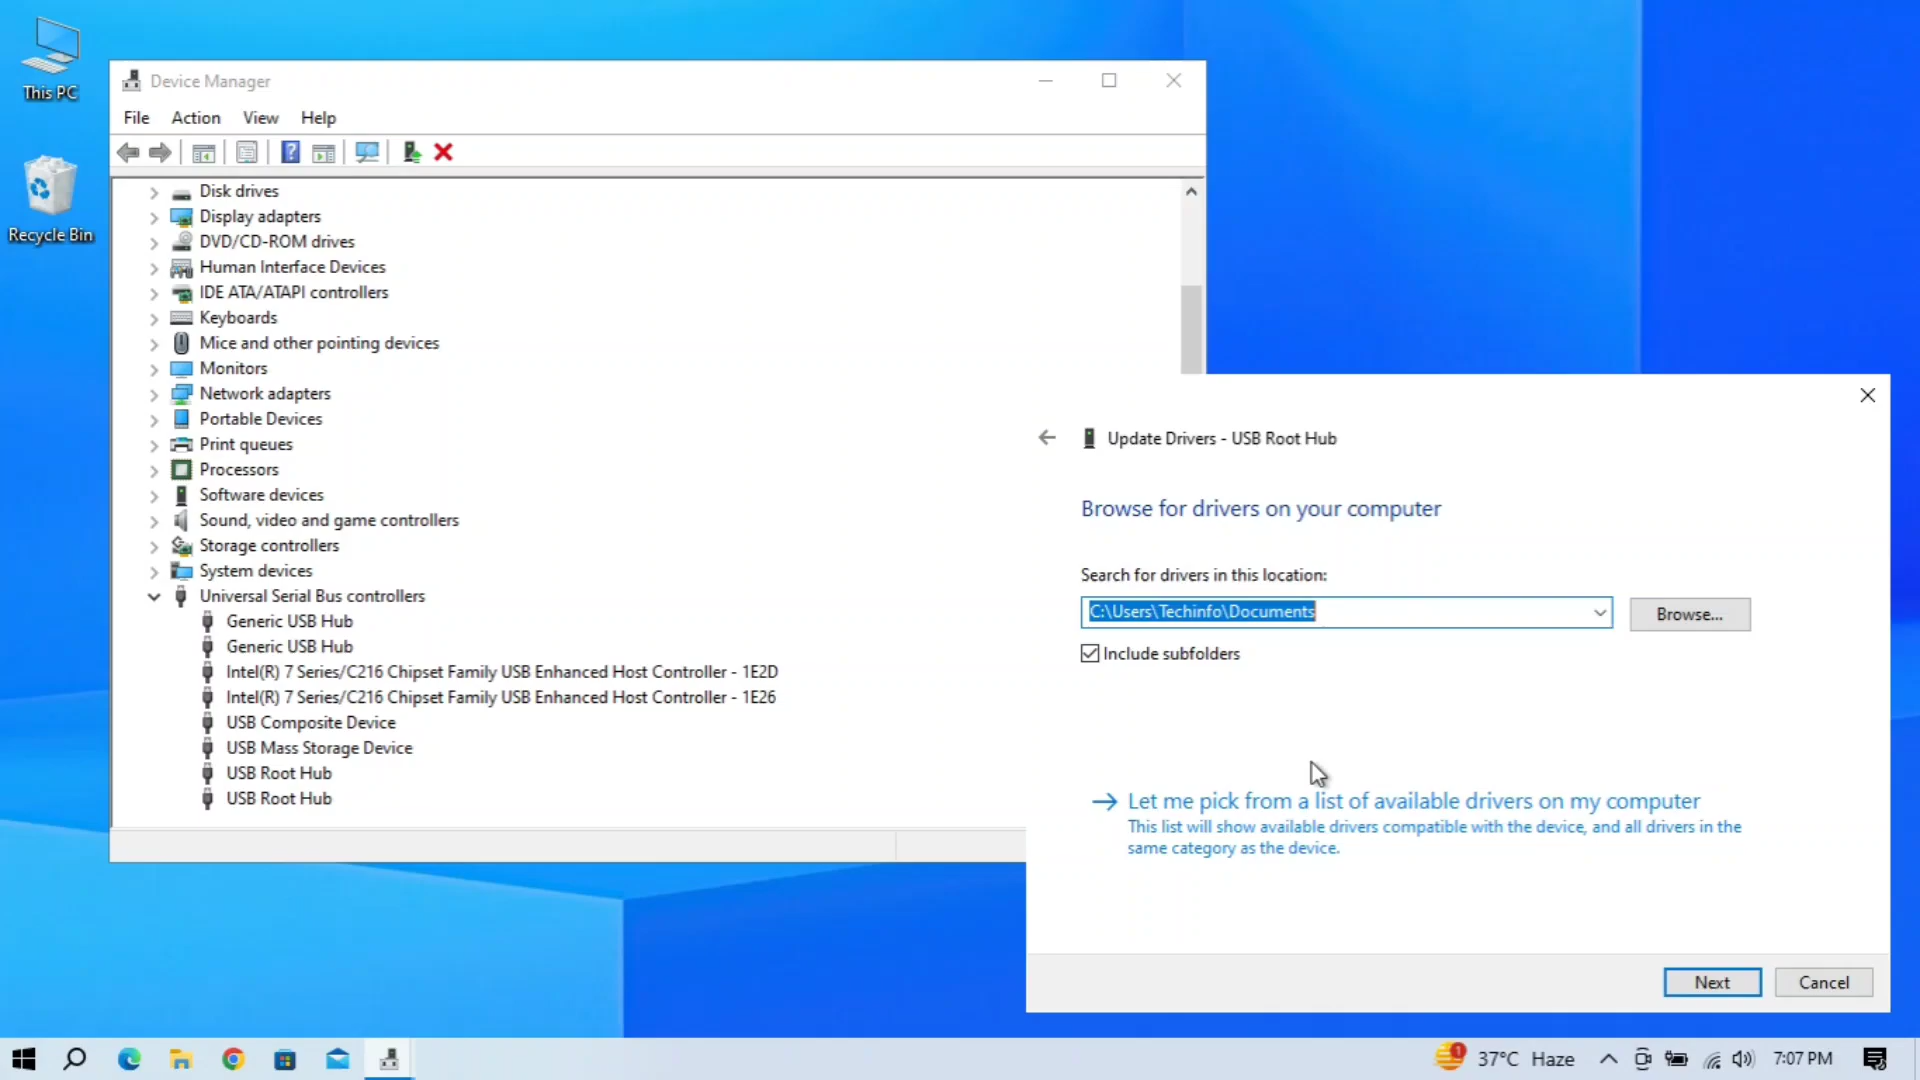 This PC
Recycle Bin
Device Manager
File Action View Help
Disk drives
Display adapters
DVD/CD-ROM drives
Human Interface Devices
IDE ATA/ATAPI controllers
Keyboards
Mice and other pointing devices
Monitors
Network adapters
Portable Devices
Print queues
Processors
Software devices
Sound, video and game controllers
Storage controllers
System devices
Universal Serial Bus controllers
Generic USB Hub
Generic USB Hub
Intel(R) 7 Series/C216 Chipset Family USB Enhanced Host Controller - 1E2D
Intel(R) 7 Series/C216 Chipset Family USB Enhanced Host Controller - 1E26
USB Composite Device
USB Mass Storage Device
USB Root Hub
USB Root Hub
Update Drivers - USB Root Hub
Browse for drivers on your computer
Search for drivers in this location:
C:\Users\Techinfo\Documents
Browse...
Include subfolders
Let me pick from a list of available drivers on my computer
This list will show available drivers compatible with the device, and all drivers in the
same category as the device.
Next Cancel
1 37°C Haze 7:07 PM